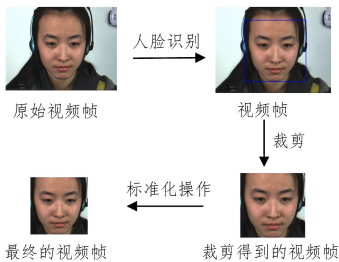 人脸识别
原始视频帧
视频帧
裁剪
标准化操作
最终的视频帧
裁剪得到的视频帧